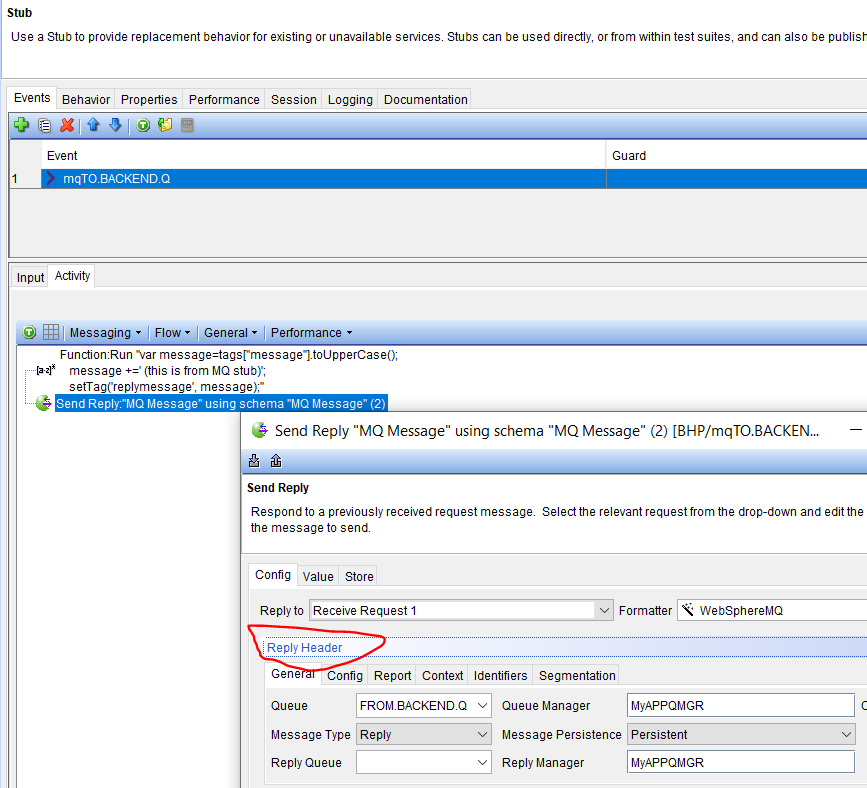 Stub
Use a Stub to provide replacement behavior for existing or unavailable services. Stubs can be used directly, or from within test suites, and can also be publish
Events Behavior Properties Performance Session Logging Documentation
Event Guard
1 mqTO.BACKEND.Q
Input Activity
Messaging Flow General Performance
Function:Run "var message=tags["message"].toUpperCase();
message +=' (this is from MQ stub)';
setTag('replymessage', message);"
Send Reply:"MQ Message" using schema "MQ Message" (2)
Send Reply "MQ Message" using schema "MQ Message" (2) [BHP/mqTO.BACKEN...
Send Reply
Respond to a previously received request message. Select the relevant request from the drop-down and edit the
the message to send.
Config Value Store
Reply to Receive Request 1 Formatter WebSphereMQ
Reply Header
General Config Report Context Identifiers Segmentation
Queue FROM.BACKEND.Q Queue Manager MyAPPQMGR
Message Type Reply Message Persistence Persistent
Reply Queue Reply Manager MyAPPQMGR